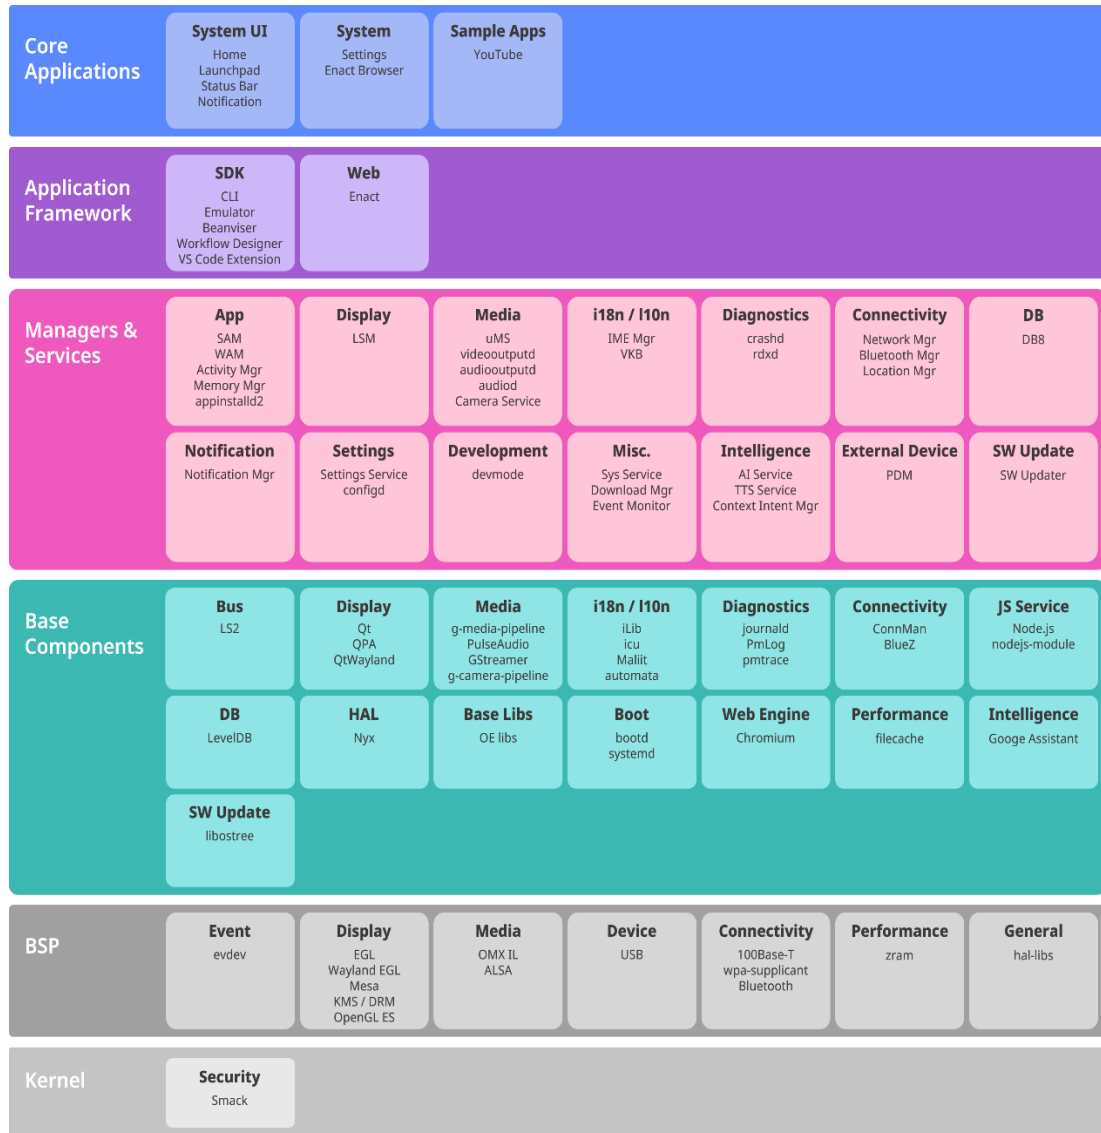 Core
Applications
System UI
Home
Launchpad
Status Bar
Notification
System
Settings
Enact Browser
Sample Apps
YouTube
Application
Framework
SDK
CLI
Emulator
Beanviser
Workflow Designer
VS Code Extension
Web
Enact
Managers &
Services
App
SAM
WAM
Activity Mgr
Memory Mgr
appinstalld2
Display
LSM
Media
uMS
videooutputd
audiooutputd
audiod
Camera Service
i18n / l10n
IME Mgr
VKB
Diagnostics
crashd
rdxd
Connectivity
Network Mgr
Bluetooth Mgr
Location Mgr
DB
DB8
Notification
Notification Mgr
Settings
Settings Service
configd
Development
devmode
Misc.
Sys Service
Download Mgr
Event Monitor
Intelligence
AI Service
TTS Service
Context Intent Mgr
External Device
PDM
SW Update
SW Updater
Base
Components
Bus
LS2
Display
Qt
QPA
QtWayland
Media
g-media-pipeline
PulseAudio
GStreamer
g-camera-pipeline
i18n / l10n
iLib
icu
Maliit
automata
Diagnostics
journald
PmLog
pmtrace
Connectivity
ConnMan
BlueZ
JS Service
Node.js
nodejs-module
DB
LevelDB
HAL
Nyx
Base Libs
OE libs
Boot
bootd
systemd
Web Engine
Chromium
Performance
filecache
Intelligence
Googe Assistant
SW Update
libostree
BSP
Event
evdev
Display
EGL
Wayland EGL
Mesa
KMS / DRM
OpenGL ES
Media
OMX IL
ALSA
Device
USB
Connectivity
100Base-T
wpa-supplicant
Bluetooth
Performance
zram
General
hal-libs
Kernel
Security
Smack